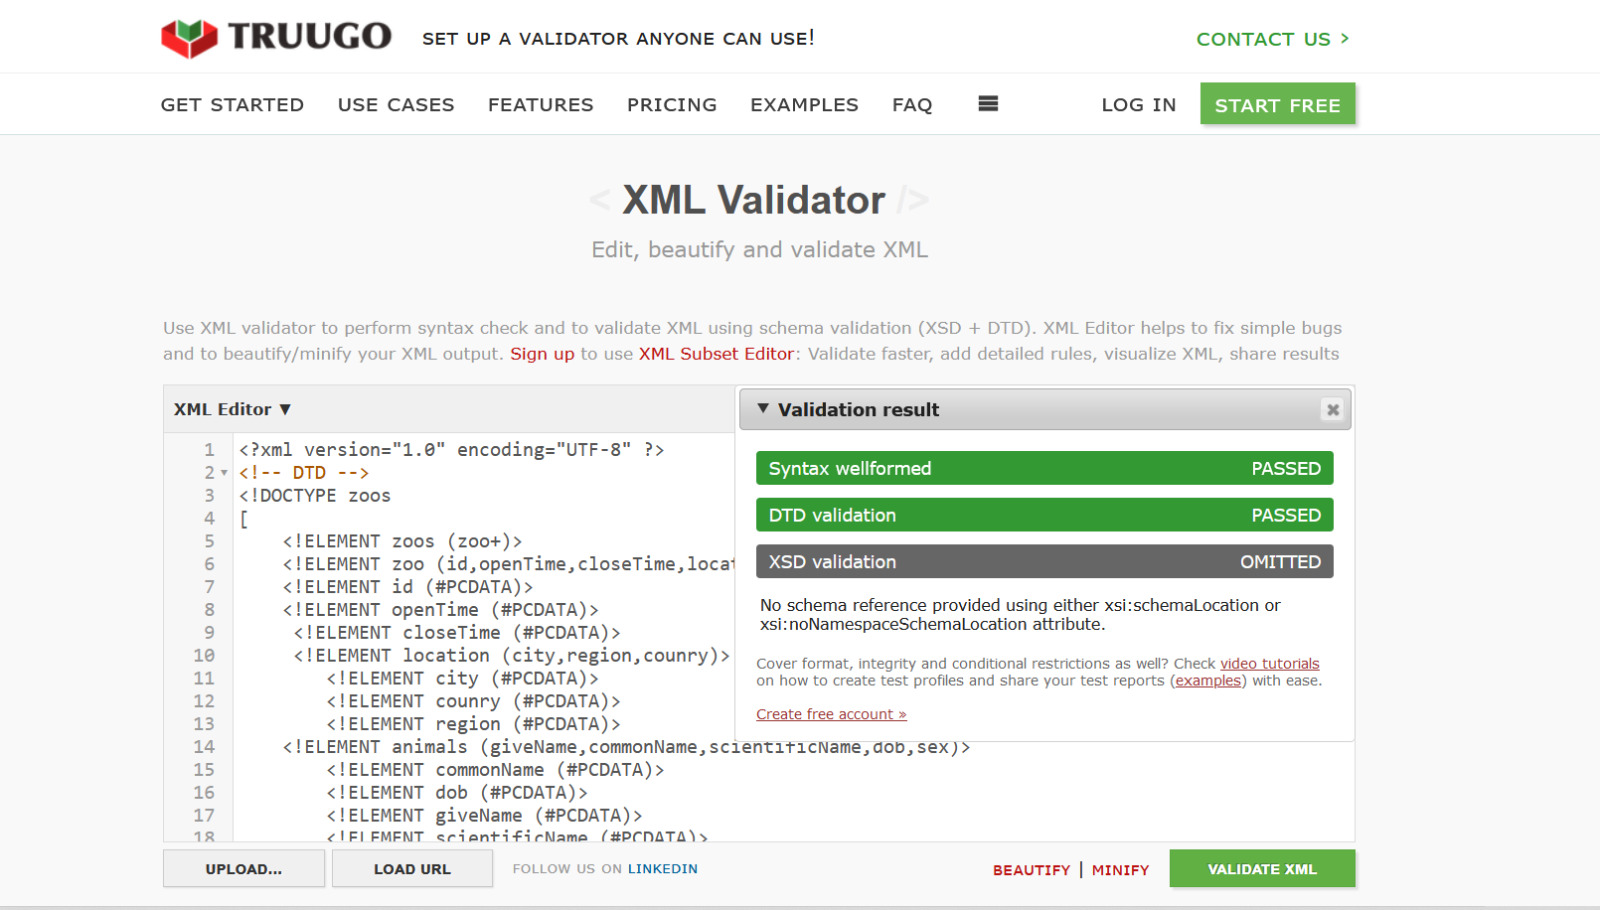 TRUUGO SET UP A VALIDATOR ANYONE CAN USE! CONTACT US >
GET STARTED USE CASES FEATURES PRICING EXAMPLES FAQ LOG IN START FREE
< XML Validator />
Edit, beautify and validate XML
Use XML validator to perform syntax check and to validate XML using schema validation (XSD + DTD). XML Editor helps to fix simple bugs
and to beautify/minify your XML output. Sign up to use XML Subset Editor: Validate faster, add detailed rules, visualize XML, share results
XML Editor ▼
1 <?xml version="1.0" encoding="UTF-8" ?>
2 <!-- DTD -->
3 <!DOCTYPE zoos
4 [
5 <!ELEMENT zoos (zoo+)>
6 <!ELEMENT zoo (id,openTime,closeTime,locat
7 <!ELEMENT id (#PCDATA)>
8 <!ELEMENT openTime (#PCDATA)>
9 <!ELEMENT closeTime (#PCDATA)>
10 <!ELEMENT location (city,region,counry)>
11 <!ELEMENT city (#PCDATA)>
12 <!ELEMENT counry (#PCDATA)>
13 <!ELEMENT region (#PCDATA)>
14 <!ELEMENT animals (giveName,commonName,scientificName,dob,sex)>
15 <!ELEMENT commonName (#PCDATA)>
16 <!ELEMENT dob (#PCDATA)>
17 <!ELEMENT giveName (#PCDATA)>
18 <!ELEMENT scientificName (#PCDATA)>
▼ Validation result
Syntax wellformed PASSED
DTD validation PASSED
XSD validation OMITTED
No schema reference provided using either xsi:schemaLocation or
xsi:noNamespaceSchemaLocation attribute.
Cover format, integrity and conditional restrictions as well? Check video tutorials
on how to create test profiles and share your test reports (examples) with ease.
Create free account »
UPLOAD... LOAD URL FOLLOW US ON LINKEDIN BEAUTIFY | MINIFY VALIDATE XML